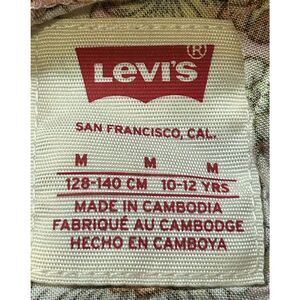 Levi's®
SAN FRANCISCO, CAL.
M M M
128-140 CM 10-12 YRS
MADE IN CAMBODIA
FABRIQUÉ AU CAMBODGE
HECHO EN CAMBOYA